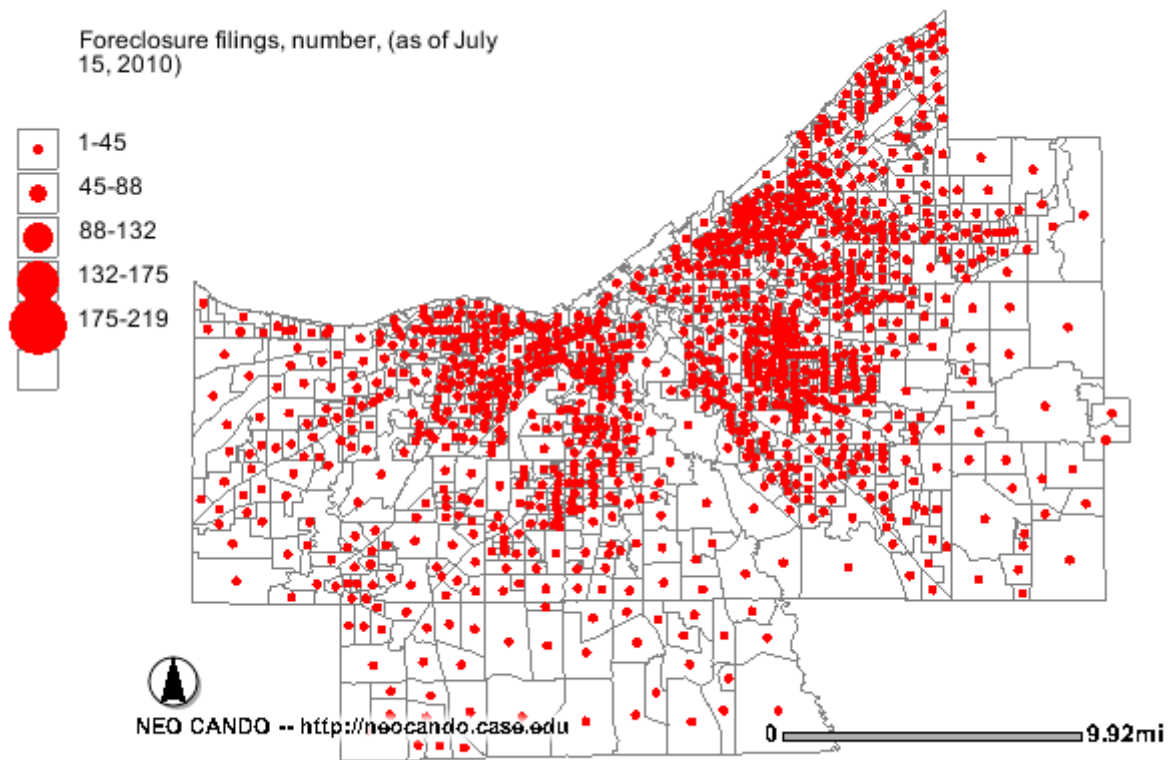 Foreclosure filings, number, (as of July
15, 2010)
1-45
45-88
88-132
132-175
175-219
NEO CANDO -- http://neocando.case.edu
0 9.92mi